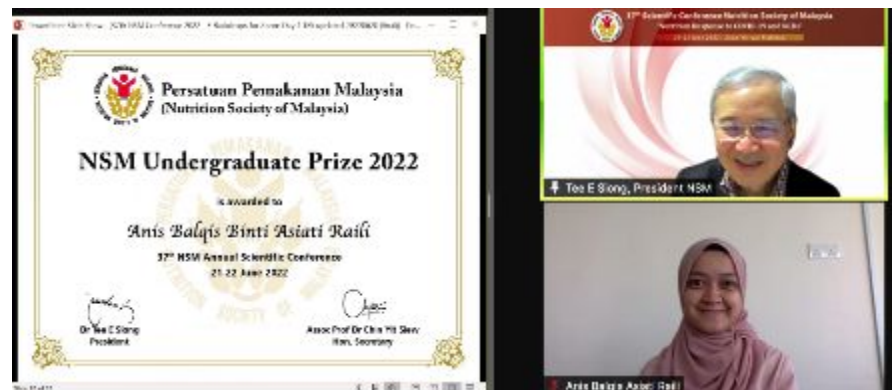 Persatuan Pemakanan Malaysia
(Nutrition Society of Malaysia)
NSM Undergraduate Prize 2022
is awarded to
Anis Balqis Binti Asiati Raili
37th NSM Annual Scientific Conference
21-22 June 2022
Dr Tee E Siong
President
Assoc Prof Dr Chin Yit Siew
Hon. Secretary
37th Scientific Conference Nutrition Society of Malaysia
Tee E Siong, President NSM
Anis Balqis Asiati Raili